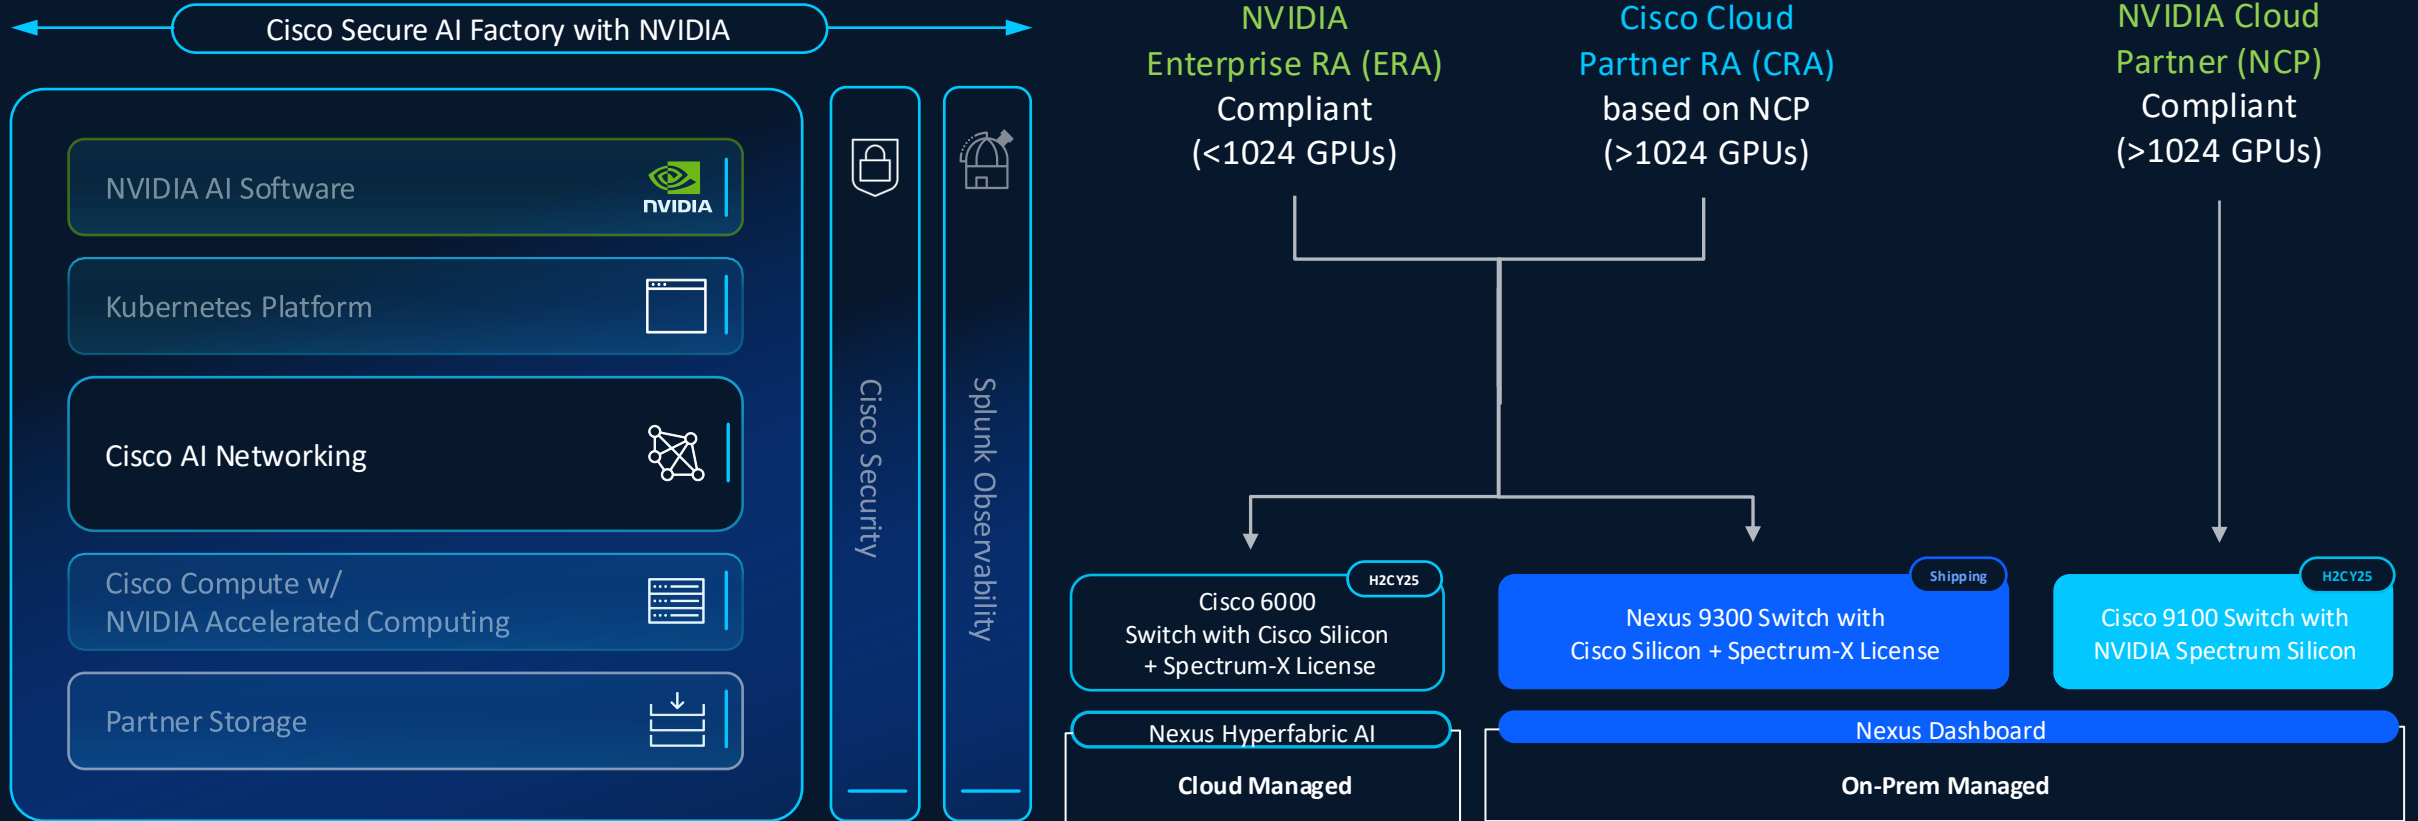 Cisco Secure AI Factory with NVIDIA
NVIDIA AI Software
NVIDIA
Kubernetes Platform
Cisco AI Networking
Cisco Compute w/
NVIDIA Accelerated Computing
Partner Storage
Cisco Security
Splunk Observability
NVIDIA
Enterprise RA (ERA)
Compliant
(<1024 GPUs)
Cisco Cloud
Partner RA (CRA)
based on NCP
(>1024 GPUs)
NVIDIA Cloud
Partner (NCP)
Compliant
(>1024 GPUs)
H2CY25
Cisco 6000
Switch with Cisco Silicon
+ Spectrum-X License
Shipping
Nexus 9300 Switch with
Cisco Silicon + Spectrum-X License
H2CY25
Cisco 9100 Switch with
NVIDIA Spectrum Silicon
Nexus Hyperfabric AI
Cloud Managed
Nexus Dashboard
On-Prem Managed